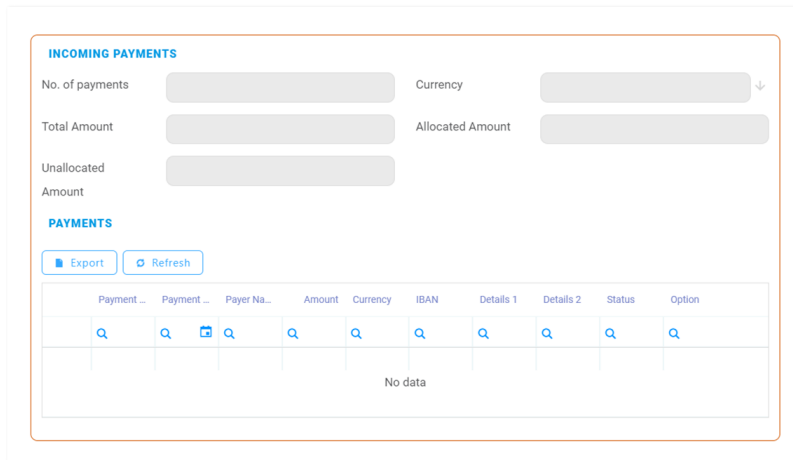 INCOMING PAYMENTS
No. of payments
Currency
Total Amount
Allocated Amount
Unallocated
Amount
PAYMENTS
Export
Refresh
Payment ... Payment ... Payer Na... Amount Currency IBAN Details 1 Details 2 Status Option
No data